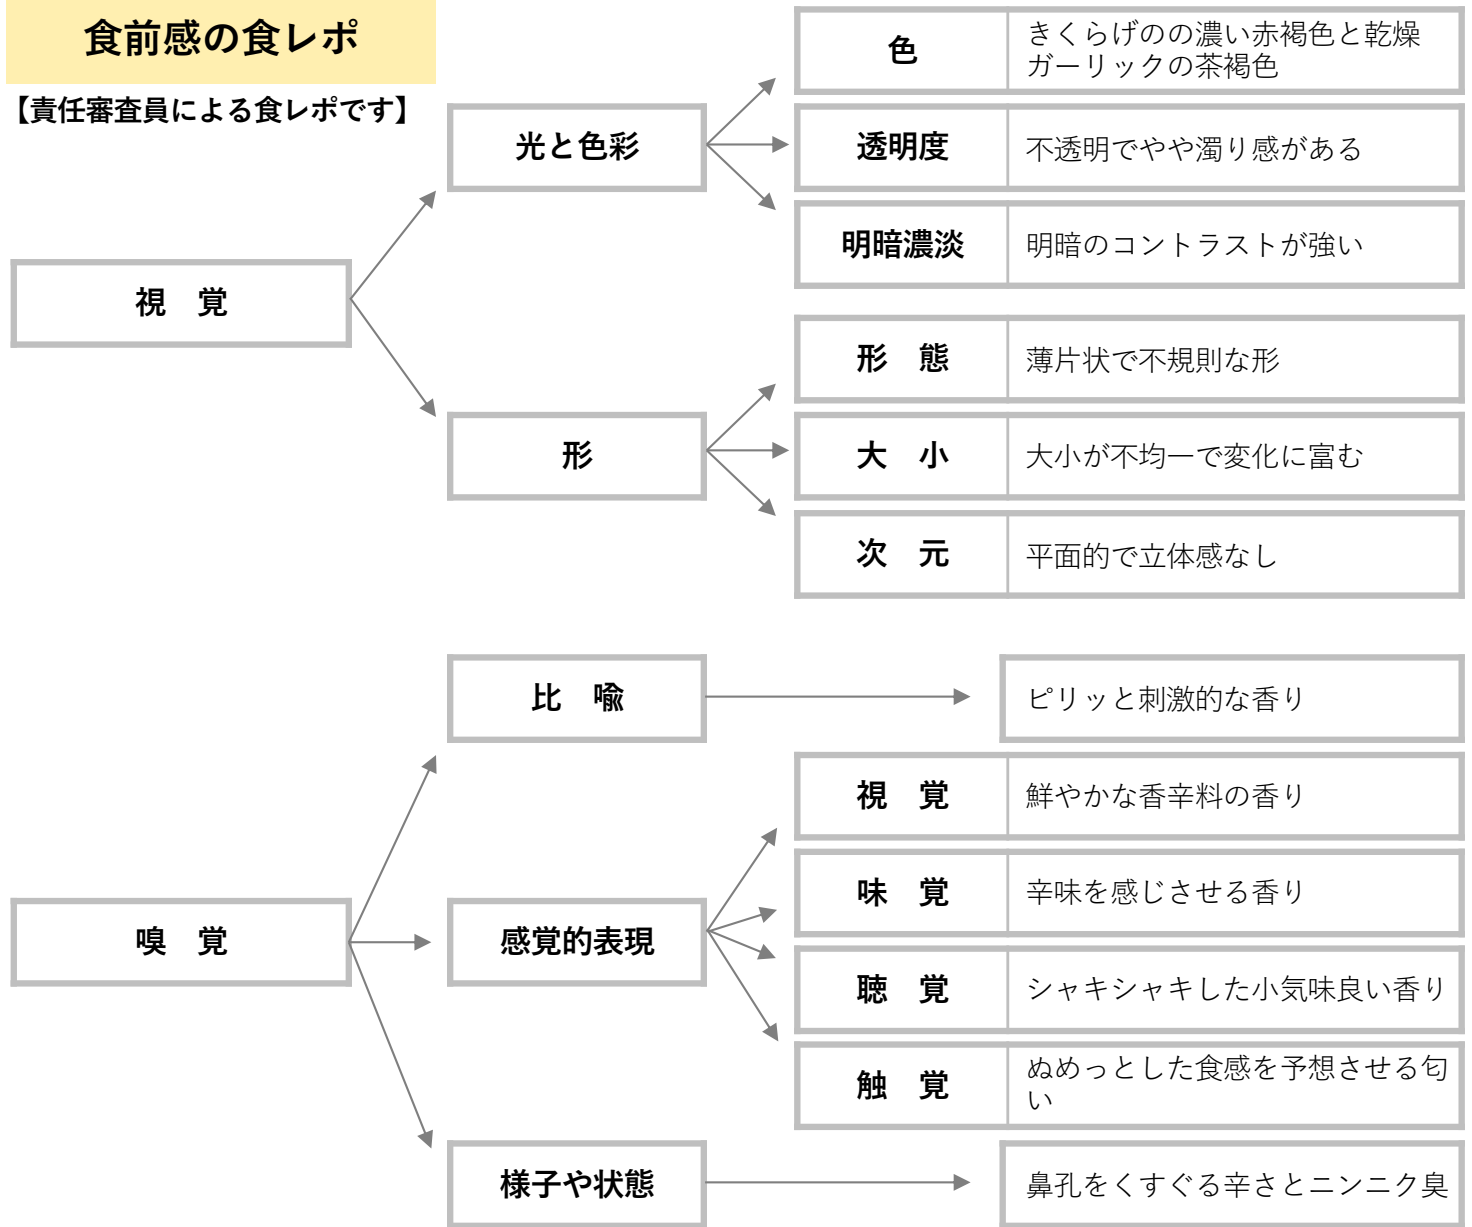 食前感の食レポ
【責任審査員による食レポです】
視　覚
光と色彩
色
きくらげのの濃い赤褐色と乾燥
ガーリックの茶褐色
透明度
不透明でやや濁り感がある
明暗濃淡
明暗のコントラストが強い
形
形　態
薄片状で不規則な形
大　小
大小が不均一で変化に富む
次　元
平面的で立体感なし
嗅　覚
比　喩
ピリッと刺激的な香り
感覚的表現
視　覚
鮮やかな香辛料の香り
味　覚
辛味を感じさせる香り
聴　覚
シャキシャキした小気味良い香り
触　覚
ぬめっとした食感を予想させる匂
い
様子や状態
鼻孔をくすぐる辛さとニンニク臭